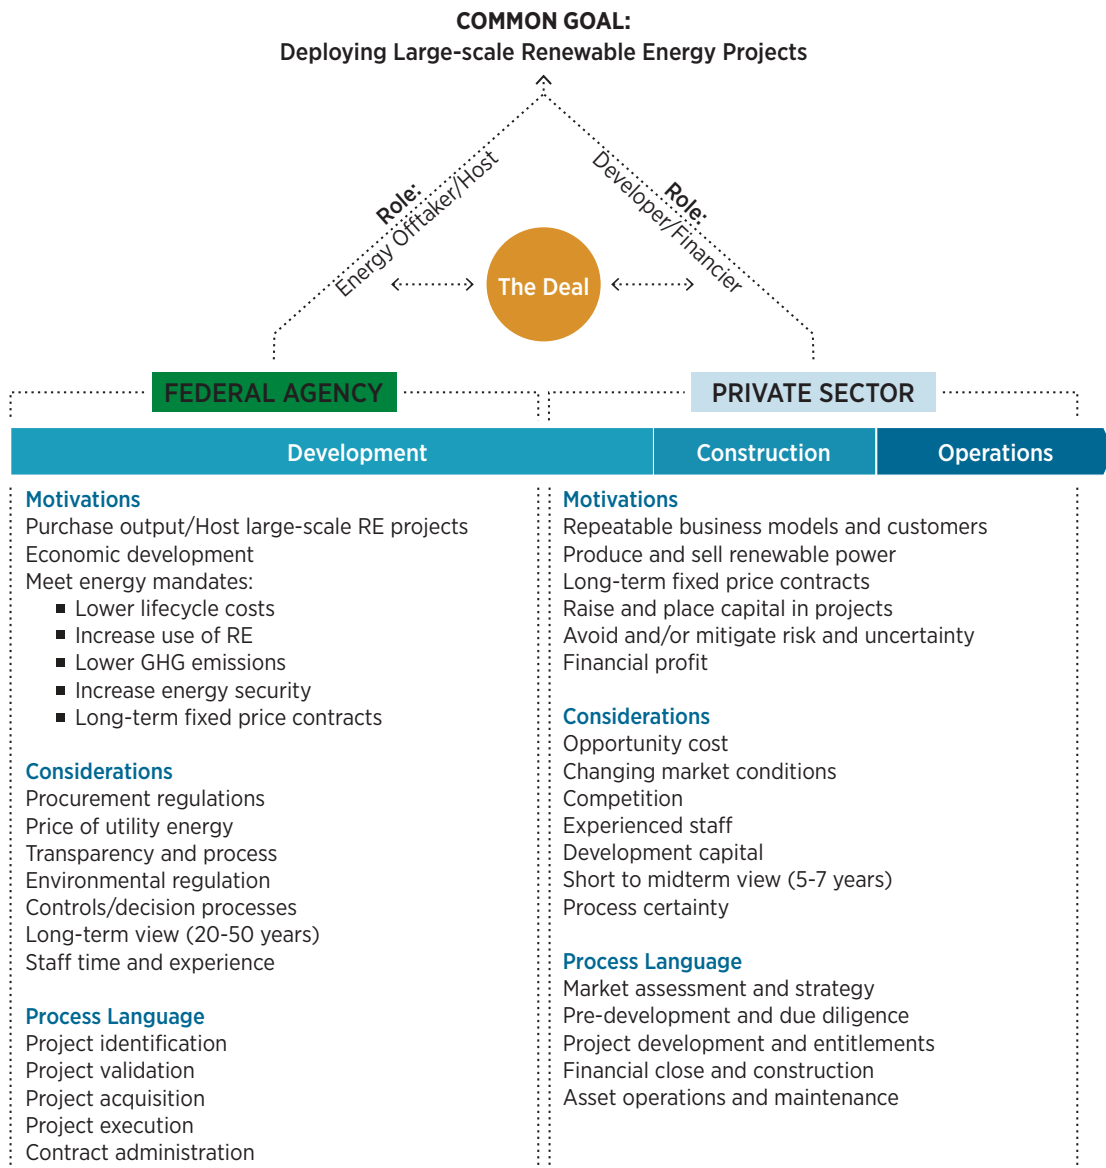 COMMON GOAL:
Deploying Large-scale Renewable Energy Projects
Role:
Energy Offtaker/Host
Role:
Developer/Financier
The Deal
FEDERAL AGENCY
PRIVATE SECTOR
Development
Construction
Operations
Motivations
Purchase output/Host large-scale RE projects
Economic development
Meet energy mandates:
▪ Lower lifecycle costs
▪ Increase use of RE
▪ Lower GHG emissions
▪ Increase energy security
▪ Long-term fixed price contracts
Considerations
Procurement regulations
Price of utility energy
Transparency and process
Environmental regulation
Controls/decision processes
Long-term view (20-50 years)
Staff time and experience
Process Language
Project identification
Project validation
Project acquisition
Project execution
Contract administration
Motivations
Repeatable business models and customers
Produce and sell renewable power
Long-term fixed price contracts
Raise and place capital in projects
Avoid and/or mitigate risk and uncertainty
Financial profit
Considerations
Opportunity cost
Changing market conditions
Competition
Experienced staff
Development capital
Short to midterm view (5-7 years)
Process certainty
Process Language
Market assessment and strategy
Pre-development and due diligence
Project development and entitlements
Financial close and construction
Asset operations and maintenance